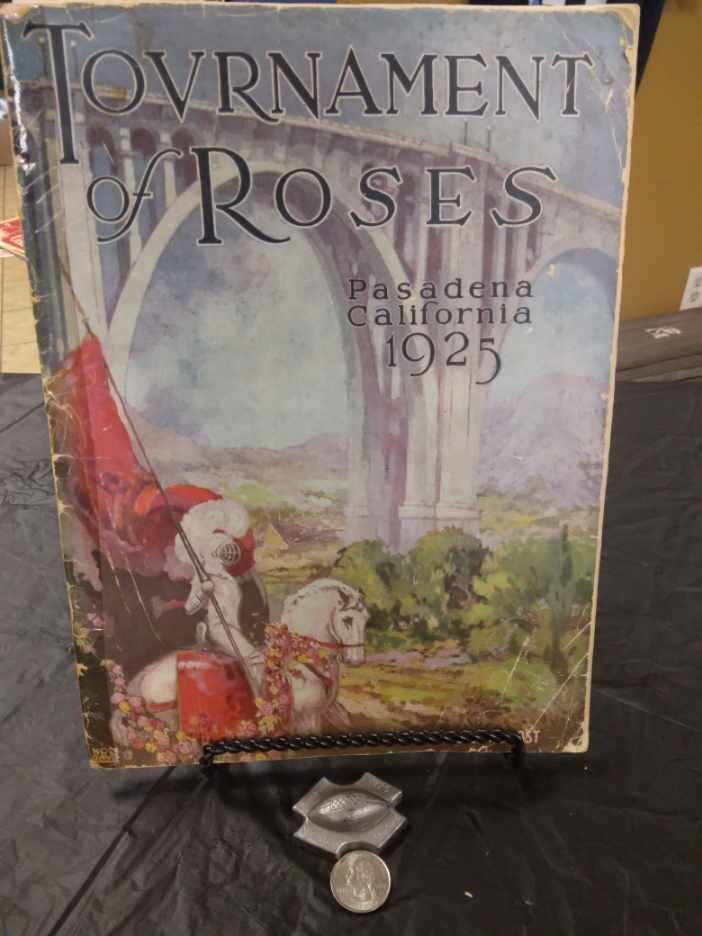 TOVRNAMENT
of ROSES
Pasadena
California
1925